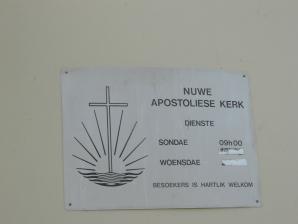 NUWE
APOSTOLIESE KERK
DIENSTE
SONDAE 09h00
WOENSDAE
BESOEKERS IS HARTLIK WELKOM